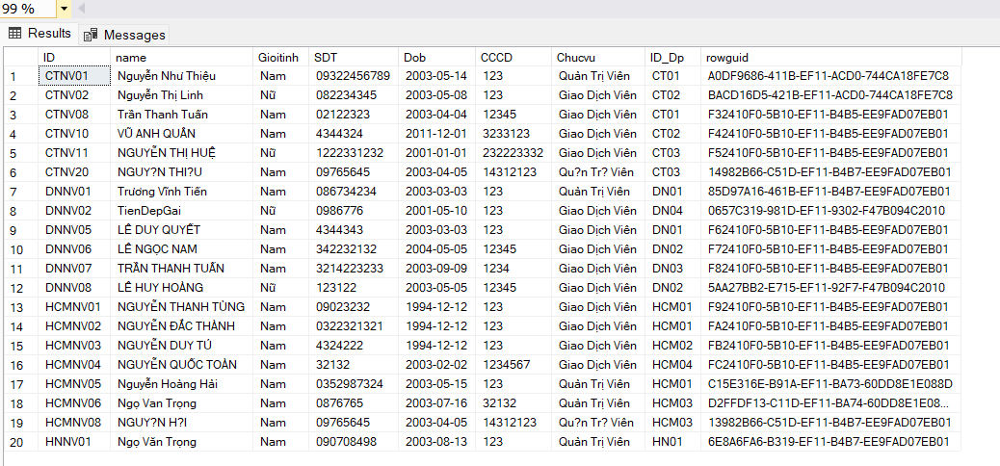 99 %
Results Messages
ID name Gioitinh SDT Dob CCCD Chucvu ID_Dp rowguid
1 CTNV01 Nguyễn Như Thiệu Nam 09322456789 2003-05-14 123 Quản Trị Viên CT01 A0DF9686-411B-EF11-ACD0-744CA18FE7C8
2 CTNV02 Nguyễn Thị Linh Nữ 082234345 2003-05-08 123 Giao Dịch Viên CT02 BACD16D5-421B-EF11-ACD0-744CA18FE7C8
3 CTNV08 Trần Thanh Tuấn Nam 02122323 2003-04-04 12345 Giao Dịch Viên CT01 F32410F0-5B10-EF11-B4B5-EE9FAD07EB01
4 CTNV10 VŨ ANH QUÂN Nam 4344324 2011-12-01 3233123 Giao Dịch Viên CT02 F42410F0-5B10-EF11-B4B5-EE9FAD07EB01
5 CTNV11 NGUYỄN THỊ HUỆ Nữ 1222331232 2001-01-01 232223332 Giao Dịch Viên CT03 F52410F0-5B10-EF11-B4B5-EE9FAD07EB01
6 CTNV20 NGUY?N THI?U Nam 09765645 2003-04-05 14312123 Qu?n Tr? Viên CT03 14982B66-C51D-EF11-B4B7-EE9FAD07EB01
7 DNNV01 Trương Vĩnh Tiến Nam 086734234 2003-03-03 123 Quản Trị Viên DN01 85D97A16-461B-EF11-B4B7-EE9FAD07EB01
8 DNNV02 TienDepGai Nữ 0986776 2001-05-10 123 Giao Dịch Viên DN04 0657C319-981D-EF11-9302-F47B094C2010
9 DNNV05 LÊ DUY QUYẾT Nam 4344343 2003-03-03 123 Giao Dịch Viên DN01 F62410F0-5B10-EF11-B4B5-EE9FAD07EB01
10 DNNV06 LÊ NGỌC NAM Nam 342232132 2004-05-05 12345 Giao Dịch Viên DN02 F72410F0-5B10-EF11-B4B5-EE9FAD07EB01
11 DNNV07 TRẦN THANH TUẤN Nam 3214223233 2003-09-09 1234 Giao Dịch Viên DN03 F82410F0-5B10-EF11-B4B5-EE9FAD07EB01
12 DNNV08 LÊ HUY HOÀNG Nữ 123122 2003-05-05 12345 Giao Dịch Viên DN02 5AA27BB2-E715-EF11-92F7-F47B094C2010
13 HCMNV01 NGUYỄN THANH TÙNG Nam 09023232 1994-12-12 123 Giao Dịch Viên HCM01 F92410F0-5B10-EF11-B4B5-EE9FAD07EB01
14 HCMNV02 NGUYỄN ĐẮC THÀNH Nam 0322321321 1994-12-12 123 Giao Dịch Viên HCM01 FA2410F0-5B10-EF11-B4B5-EE9FAD07EB01
15 HCMNV03 NGUYỄN DUY TÚ Nam 4324222 1994-12-12 123 Giao Dịch Viên HCM02 FB2410F0-5B10-EF11-B4B5-EE9FAD07EB01
16 HCMNV04 NGUYỄN QUỐC TOÀN Nam 32132 2003-02-02 1234567 Giao Dịch Viên HCM04 FC2410F0-5B10-EF11-B4B5-EE9FAD07EB01
17 HCMNV05 Nguyễn Hoàng Hải Nam 0352987324 2003-05-15 123 Quản Trị Viên HCM01 C15E316E-B91A-EF11-BA73-60DD8E1E088D
18 HCMNV06 Ngọ Van Trọng Nam 0876765 2003-07-16 32132 Quản Trị Viên HCM03 D2FFDF13-C11D-EF11-BA74-60DD8E1E08...
19 HCMNV08 NGUY?N H?I Nam 09765645 2003-04-05 14312123 Qu?n Tr? Viên HCM03 13982B66-C51D-EF11-B4B7-EE9FAD07EB01
20 HNNV01 Ngọ Văn Trọng Nam 090708498 2003-08-13 123 Quản Trị Viên HN01 6E8A6FA6-B319-EF11-B4B7-EE9FAD07EB01